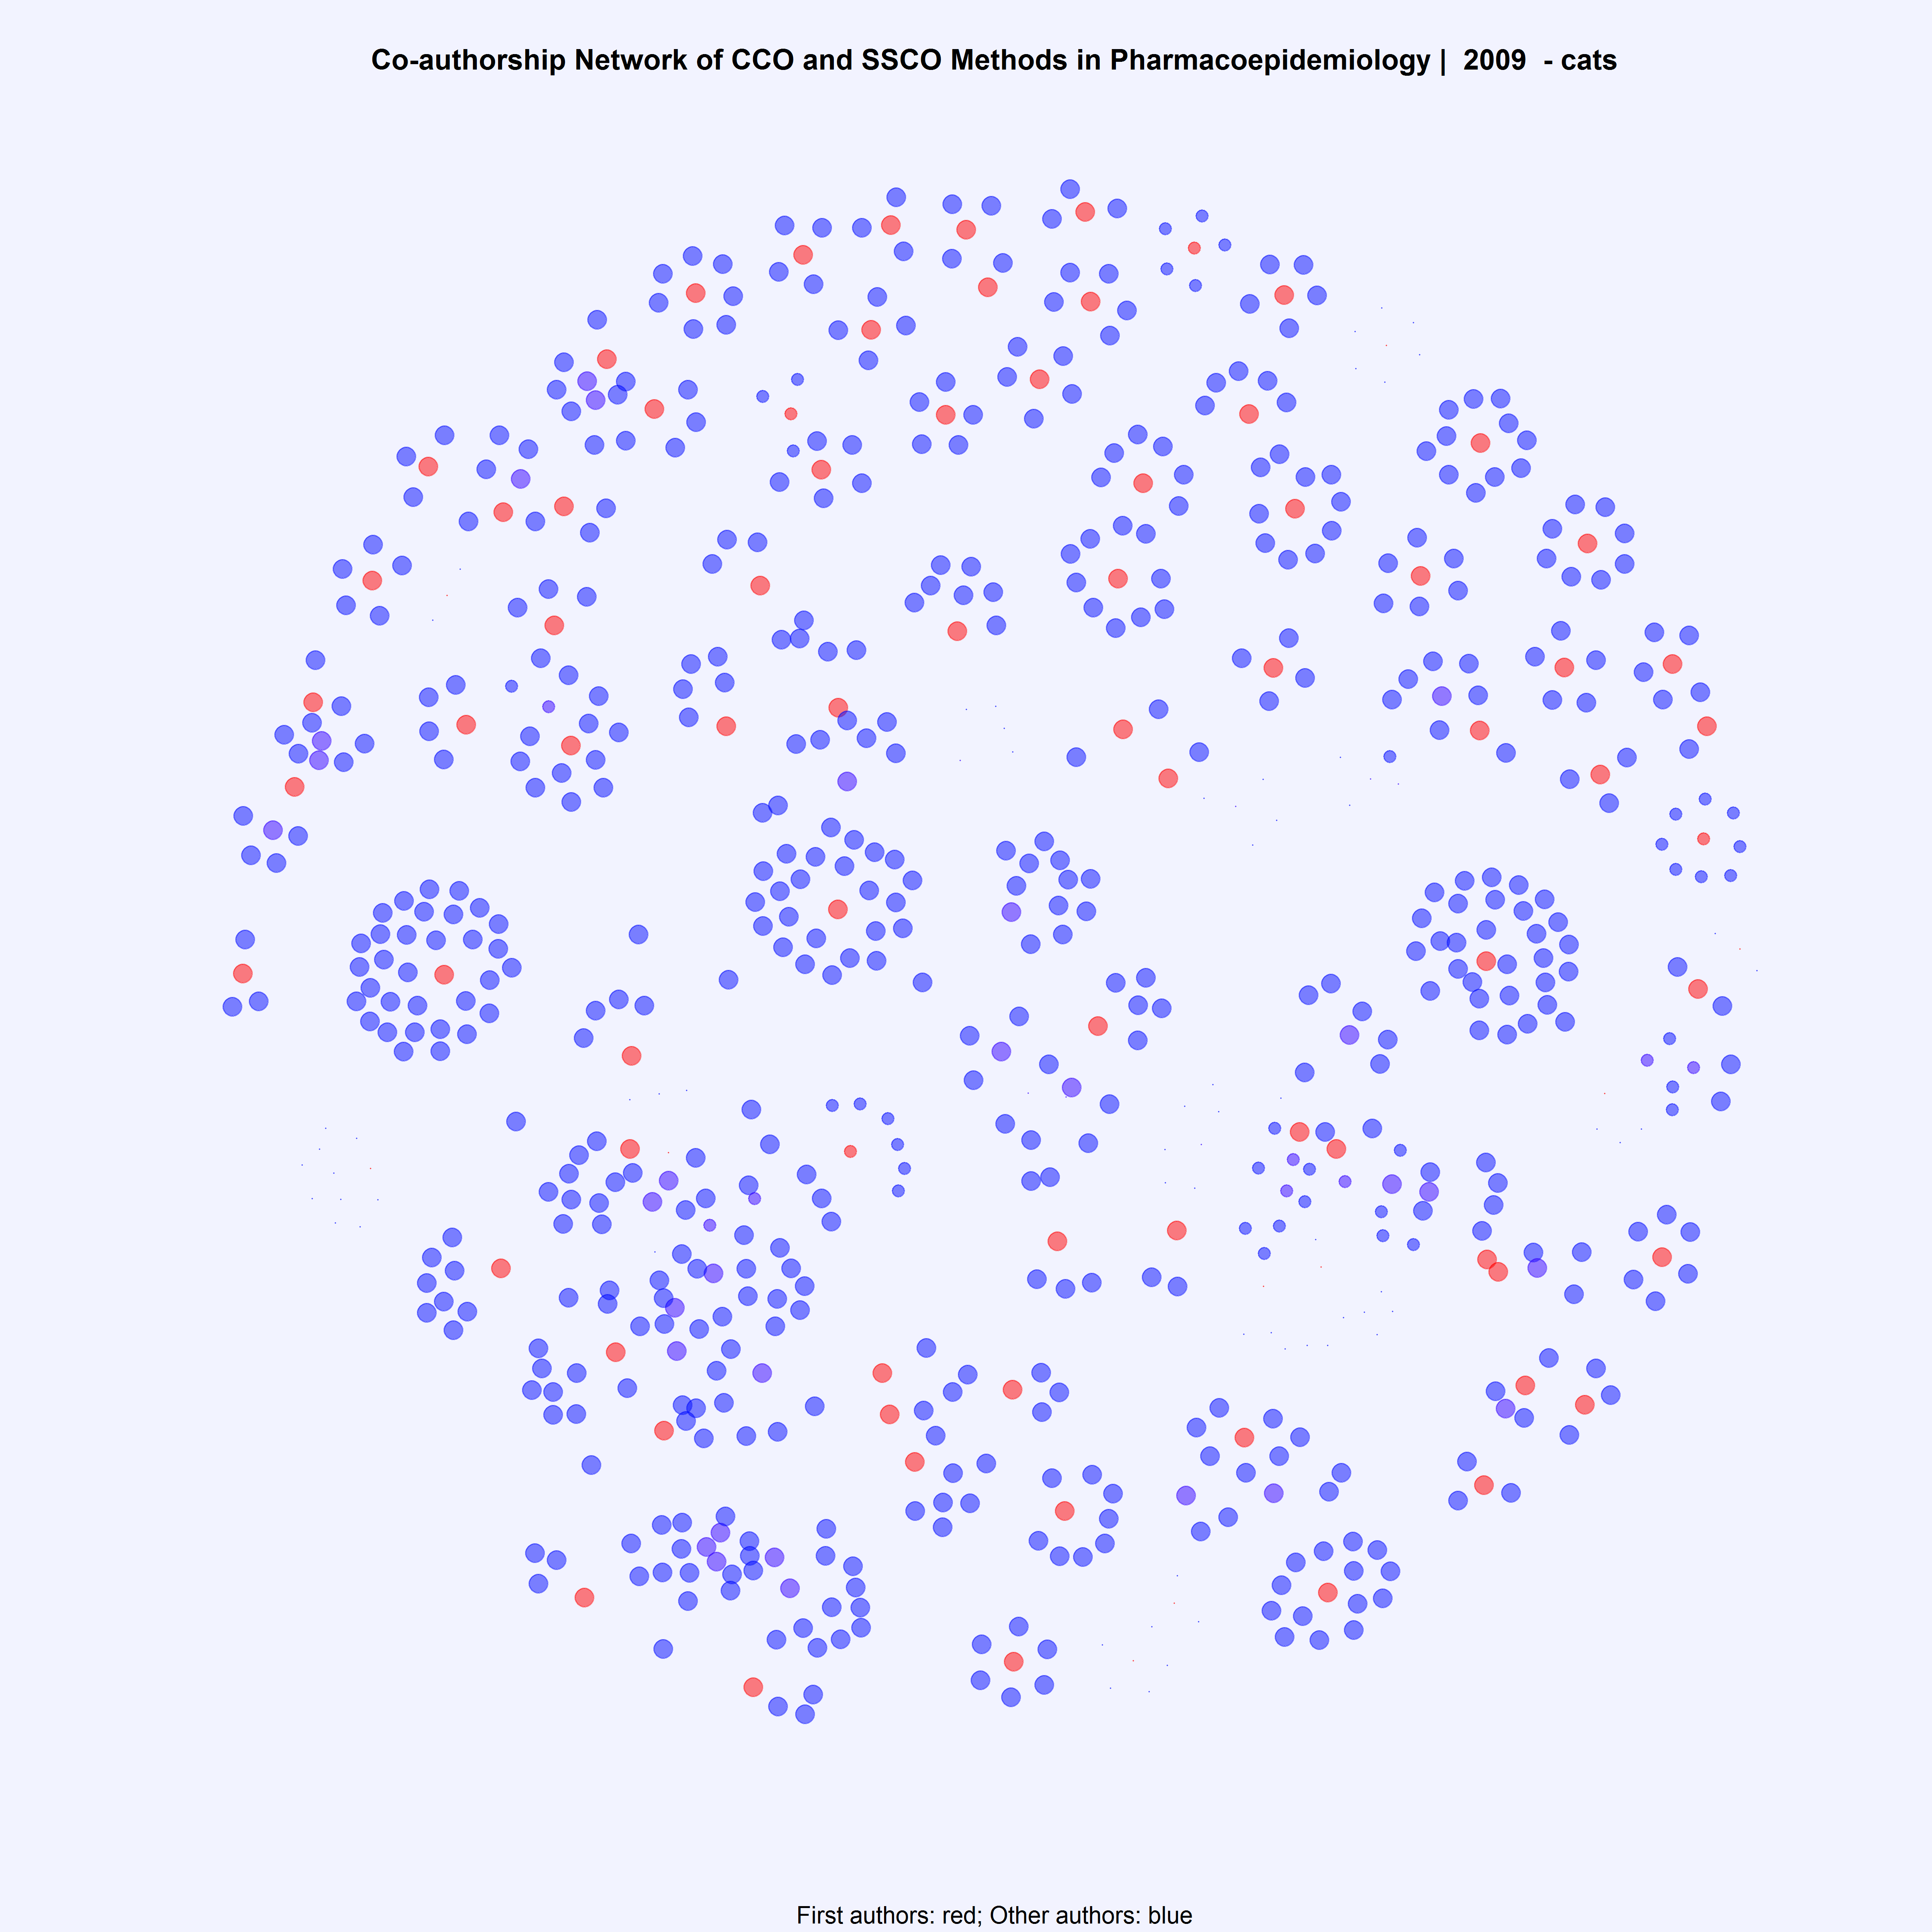 Co-authorship Network of CCO and SSCO Methods in Pharmacoepidemiology | 2009 - cats
First authors: red; Other authors: blue